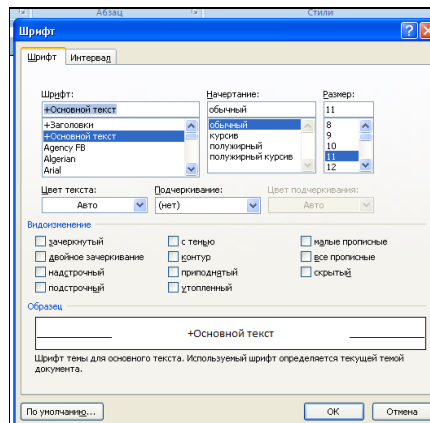 Абзац Стили
Шрифт
Шрифт Интервал
Шрифт: Начертание: Размер:
+Основной текст обычный 11
+Заголовки обычный 8
+Основной текст курсив 9
Agency FB полужирный 10
Algerian полужирный курсив 11
Arial 12
Цвет текста: Подчеркивание: Цвет подчеркивания:
Авто (нет) Авто
Видоизменение
зачеркнутый с тенью малые прописные
двойное зачеркивание контур все прописные
надстрочный приподнятый скрытый
подстрочный утопленный
Образец
+Основной текст
Шрифт темы для основного текста. Используемый шрифт определяется текущей темой
документа.
По умолчанию... ОК Отмена